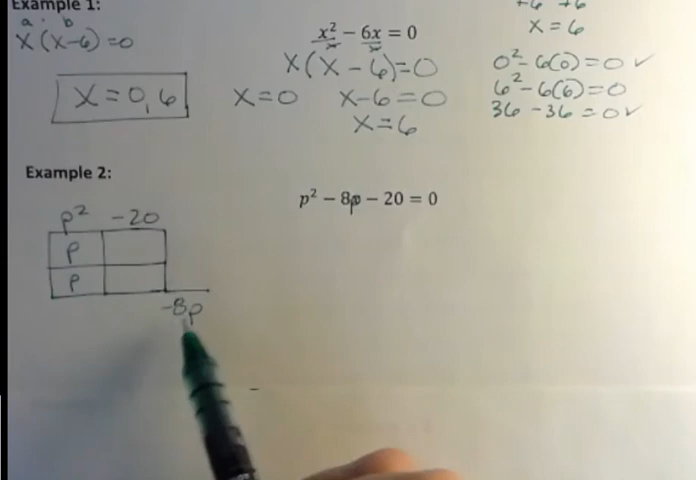 Example 1:
a · b
x(x-6)=0
x=0,6
x² − 6x = 0
x x
x(x-6)=0
x=0 x-6=0
x=6
+6 +6
x=6
0²-6(0)=0✓
6²-6(6)=0
36-36=0✓
Example 2:
p² − 8p − 20 = 0
p² -20
p
p
-8p